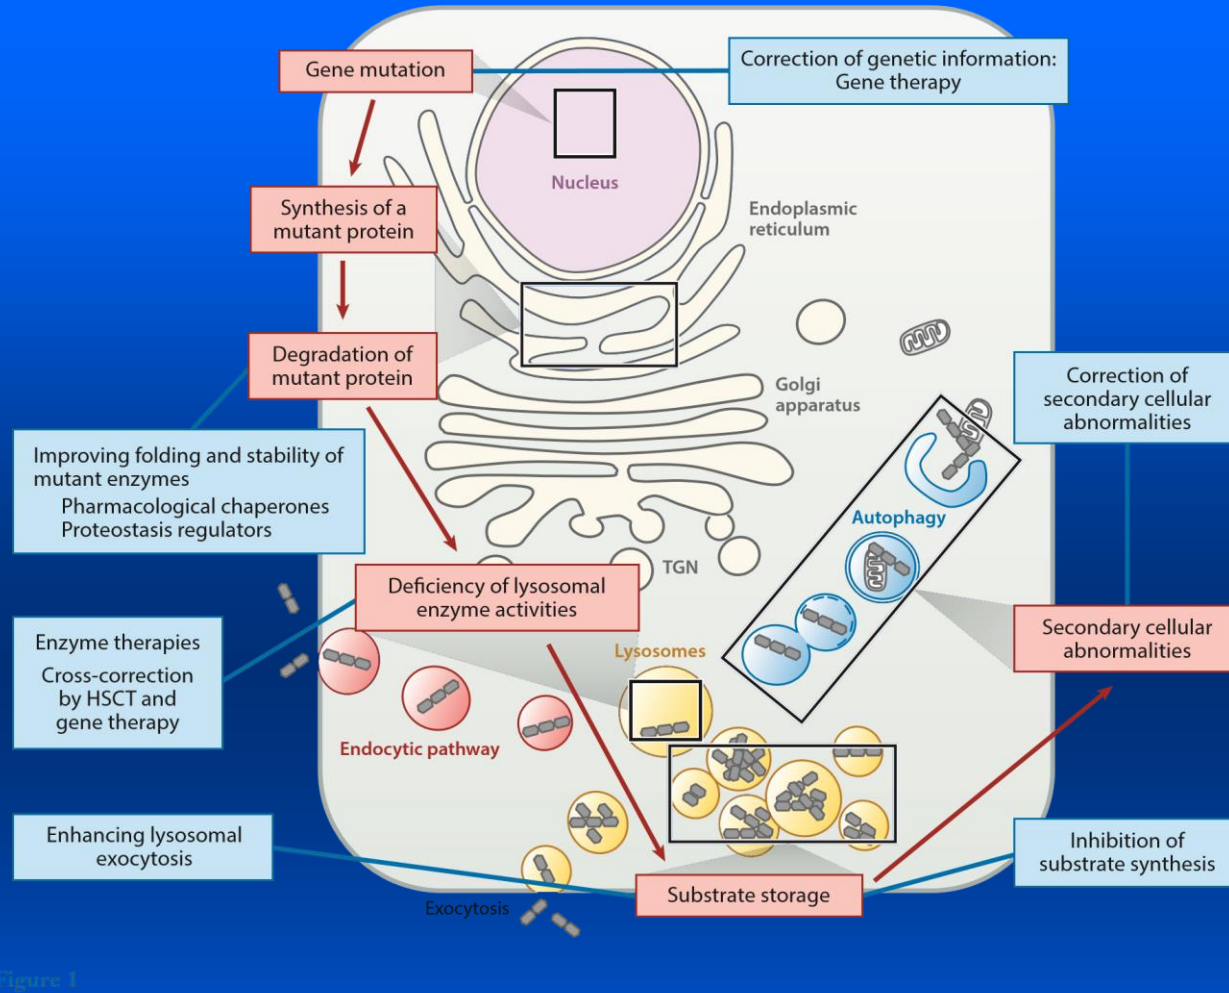 Gene mutation
Correction of genetic information:
Gene therapy
Nucleus
Synthesis of a
mutant protein
Endoplasmic
reticulum
Degradation of
mutant protein
Golgi
apparatus
Correction of
secondary cellular
abnormalities
Improving folding and stability of
mutant enzymes
Pharmacological chaperones
Proteostasis regulators
Autophagy
TGN
Deficiency of lysosomal
enzyme activities
Enzyme therapies
Cross-correction
by HSCT and
gene therapy
Lysosomes
Secondary cellular
abnormalities
Endocytic pathway
Enhancing lysosomal
exocytosis
Inhibition of
substrate synthesis
Substrate storage
Exocytosis
Figure 1